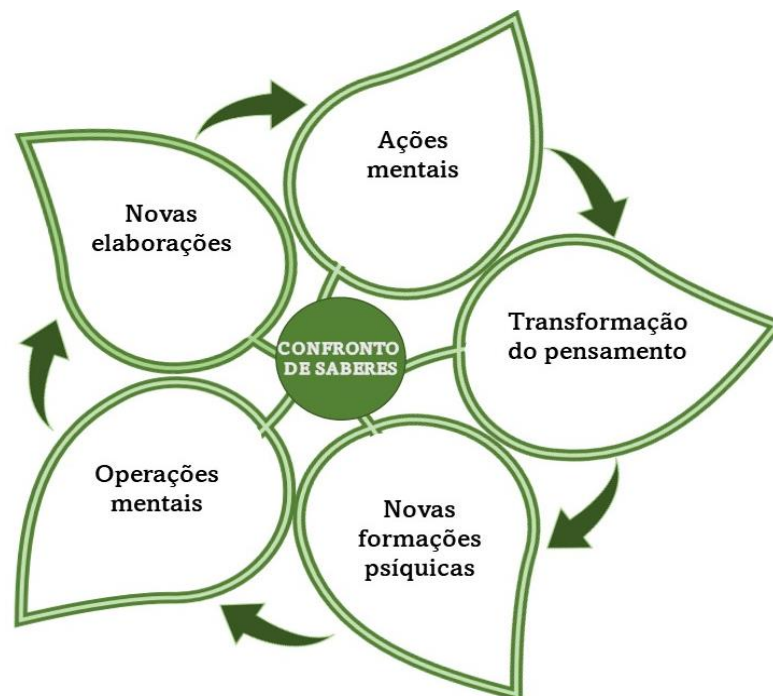 Ações
mentais
Novas
elaborações
Transformação
do pensamento
CONFRONTO
DE SABERES
Operações
mentais
Novas
formações
psíquicas